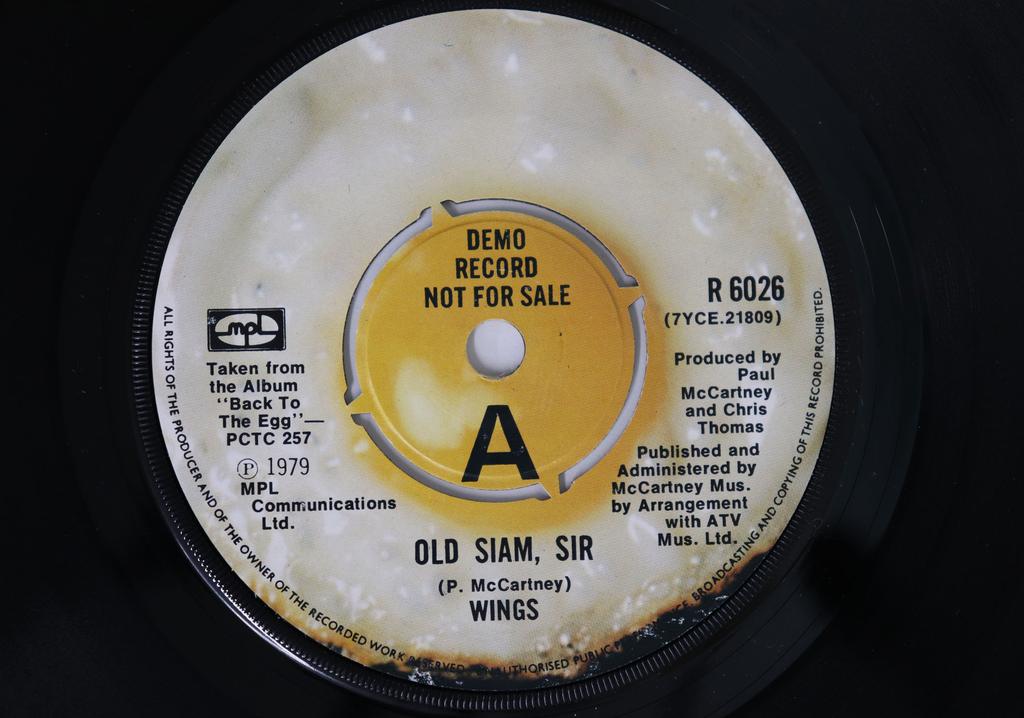 DEMO
RECORD
NOT FOR SALE
A
R 6026
(7YCE.21809)
Produced by
Paul
McCartney
and Chris
Thomas
Published and
Administered by
McCartney Mus.
by Arrangement
with ATV
Mus. Ltd.
mpl
Taken from
the Album
"Back To
The Egg"—
PCTC 257
Ⓟ 1979
MPL
Communications
Ltd.
OLD SIAM, SIR
(P. McCartney)
WINGS
ALL RIGHTS OF THE PRODUCER AND OF THE OWNER OF THE RECORDED WORK RESERVED AUTHORISED PUBLIC BROADCASTING AND COPYING OF THIS RECORD PROHIBITED.